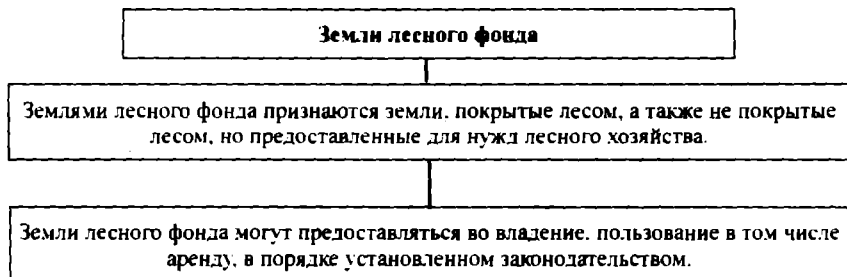 Земли лесного фонда
Землями лесного фонда признаются земли. покрытые лесом, а также не покрытые
лесом, но предоставленные для нужд лесного хозяйства.
Земли лесного фонда могут предоставляться во владение. пользование в том числе
аренду, в порядке установленном законодательством.